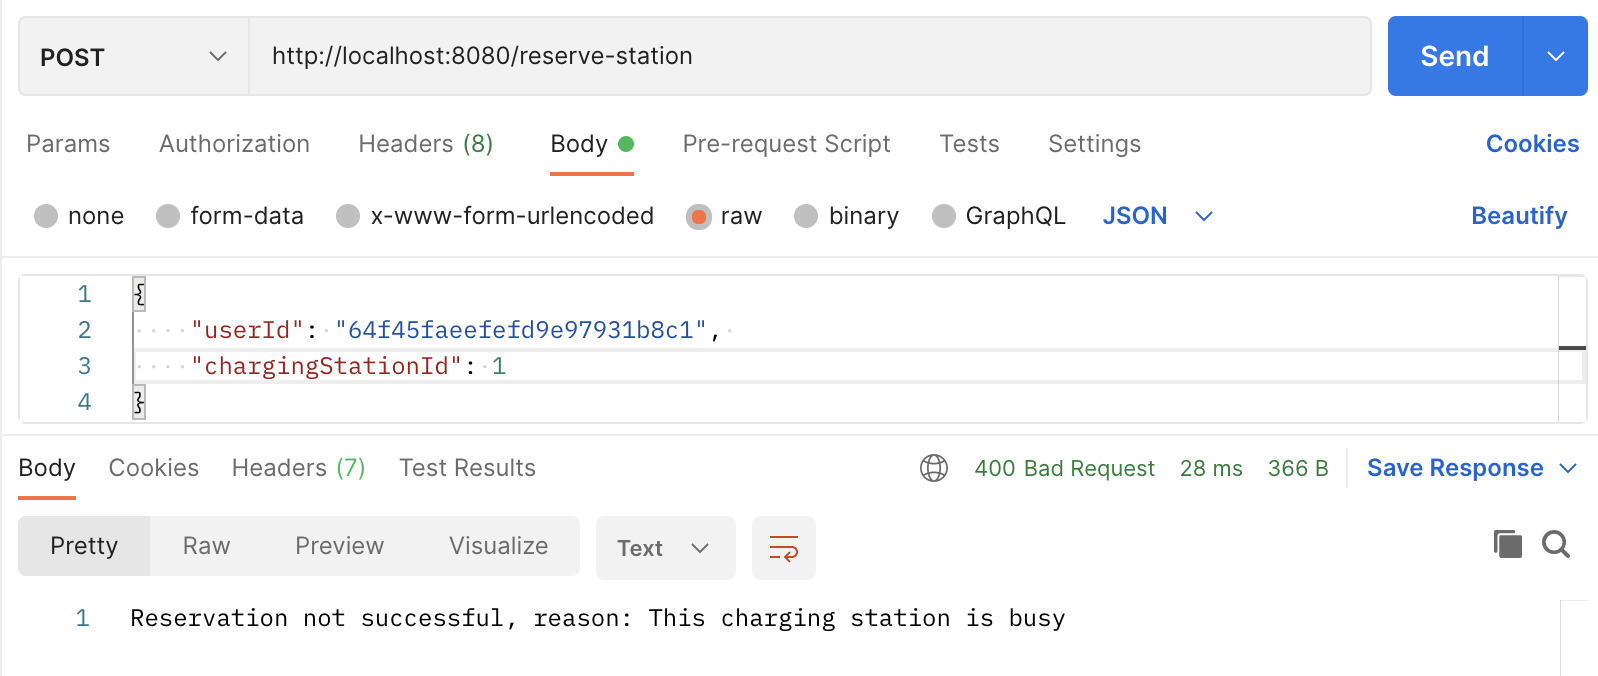 POST http://localhost:8080/reserve-station Send
Params Authorization Headers (8) Body Pre-request Script Tests Settings Cookies
none form-data x-www-form-urlencoded raw binary GraphQL JSON Beautify
1 {
2 "userId": "64f45faeefefd9e97931b8c1",
3 "chargingStationId": 1
4 }
Body Cookies Headers (7) Test Results 400 Bad Request 28 ms 366 B Save Response
Pretty Raw Preview Visualize Text
1 Reservation not successful, reason: This charging station is busy